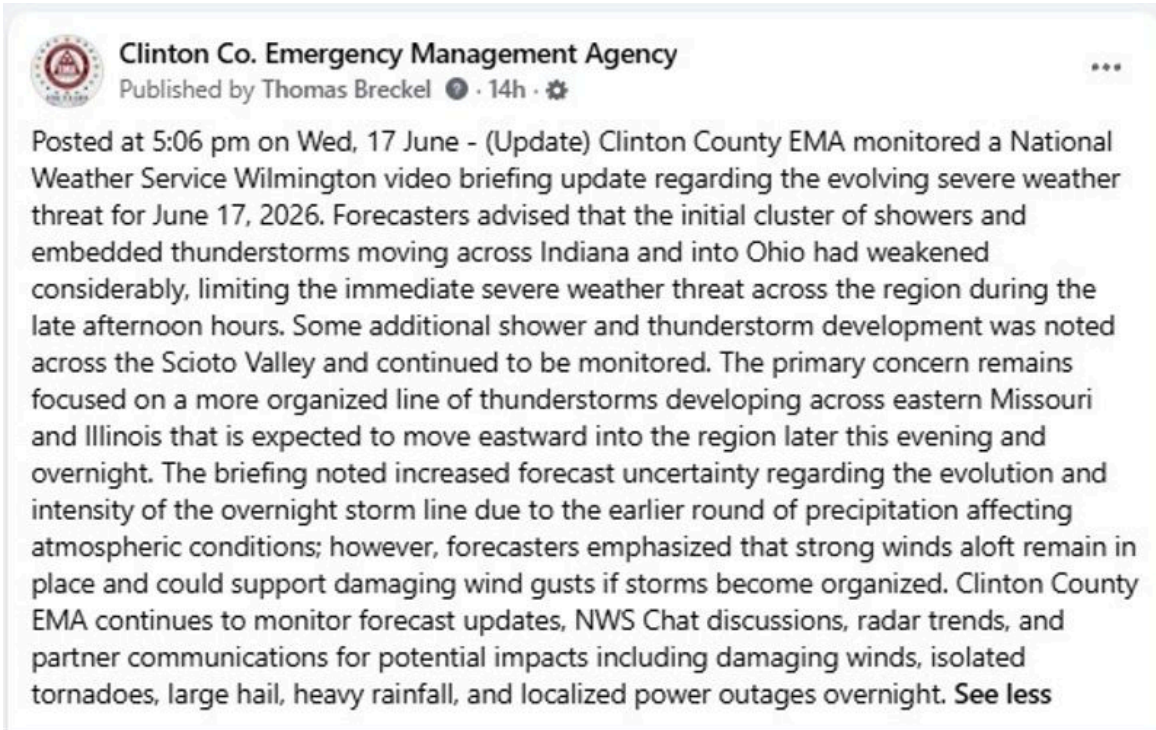 Clinton Co. Emergency Management Agency
Published by Thomas Breckel · 14h ·
Posted at 5:06 pm on Wed, 17 June - (Update) Clinton County EMA monitored a National
Weather Service Wilmington video briefing update regarding the evolving severe weather
threat for June 17, 2026. Forecasters advised that the initial cluster of showers and
embedded thunderstorms moving across Indiana and into Ohio had weakened
considerably, limiting the immediate severe weather threat across the region during the
late afternoon hours. Some additional shower and thunderstorm development was noted
across the Scioto Valley and continued to be monitored. The primary concern remains
focused on a more organized line of thunderstorms developing across eastern Missouri
and Illinois that is expected to move eastward into the region later this evening and
overnight. The briefing noted increased forecast uncertainty regarding the evolution and
intensity of the overnight storm line due to the earlier round of precipitation affecting
atmospheric conditions; however, forecasters emphasized that strong winds aloft remain in
place and could support damaging wind gusts if storms become organized. Clinton County
EMA continues to monitor forecast updates, NWS Chat discussions, radar trends, and
partner communications for potential impacts including damaging winds, isolated
tornadoes, large hail, heavy rainfall, and localized power outages overnight. See less